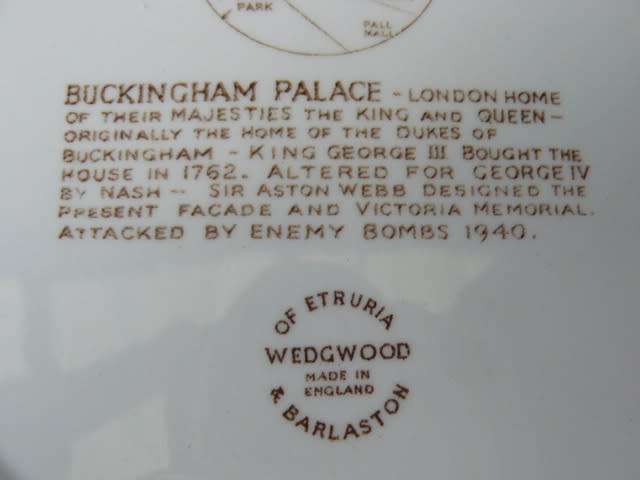 PARK
PALL
MALL
BUCKINGHAM PALACE - LONDON HOME
OF THEIR MAJESTIES THE KING AND QUEEN -
ORIGINALLY THE HOME OF THE DUKES OF
BUCKINGHAM - KING GEORGE III BOUGHT THE
HOUSE IN 1762. ALTERED FOR GEORGE IV
BY NASH - SIR ASTON WEBB DESIGNED THE
PRESENT FACADE AND VICTORIA MEMORIAL.
ATTACKED BY ENEMY BOMBS 1940.
OF ETRURIA
WEDGWOOD
MADE IN
ENGLAND
& BARLASTON